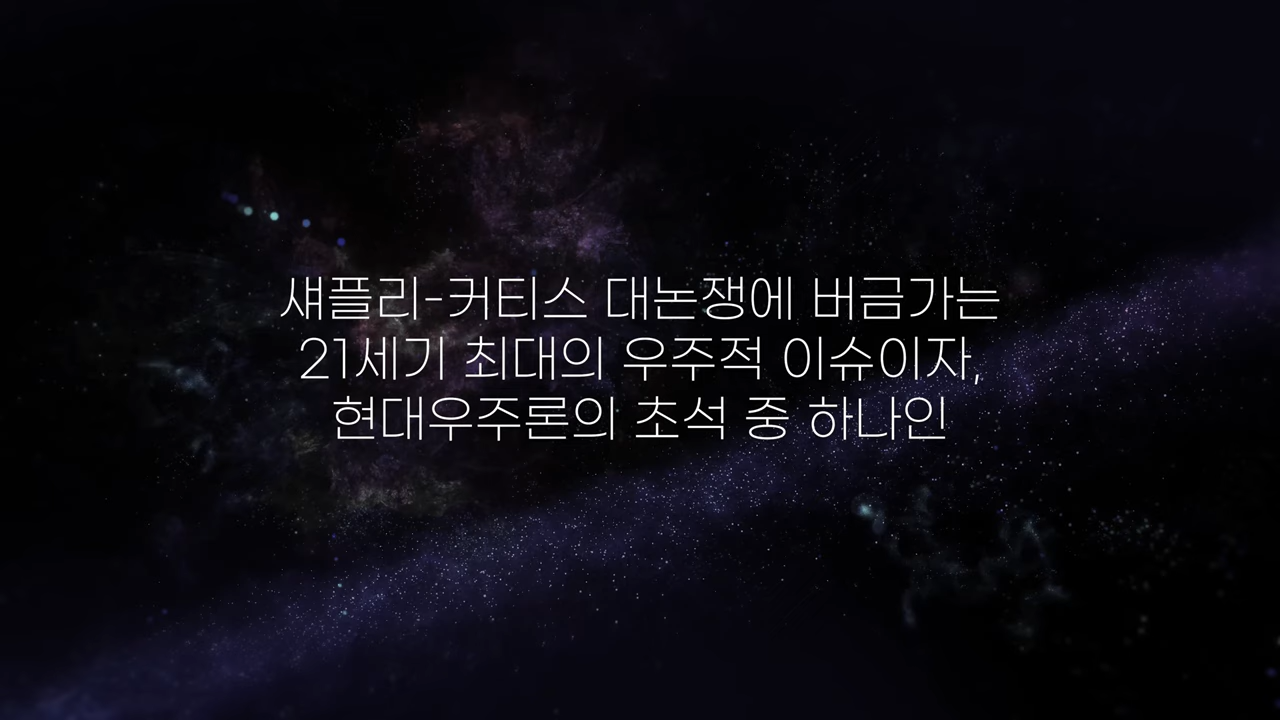 섀플리-커티스 대논쟁에 버금가는
21세기 최대의 우주적 이슈이자,
현대우주론의 초석 중 하나인